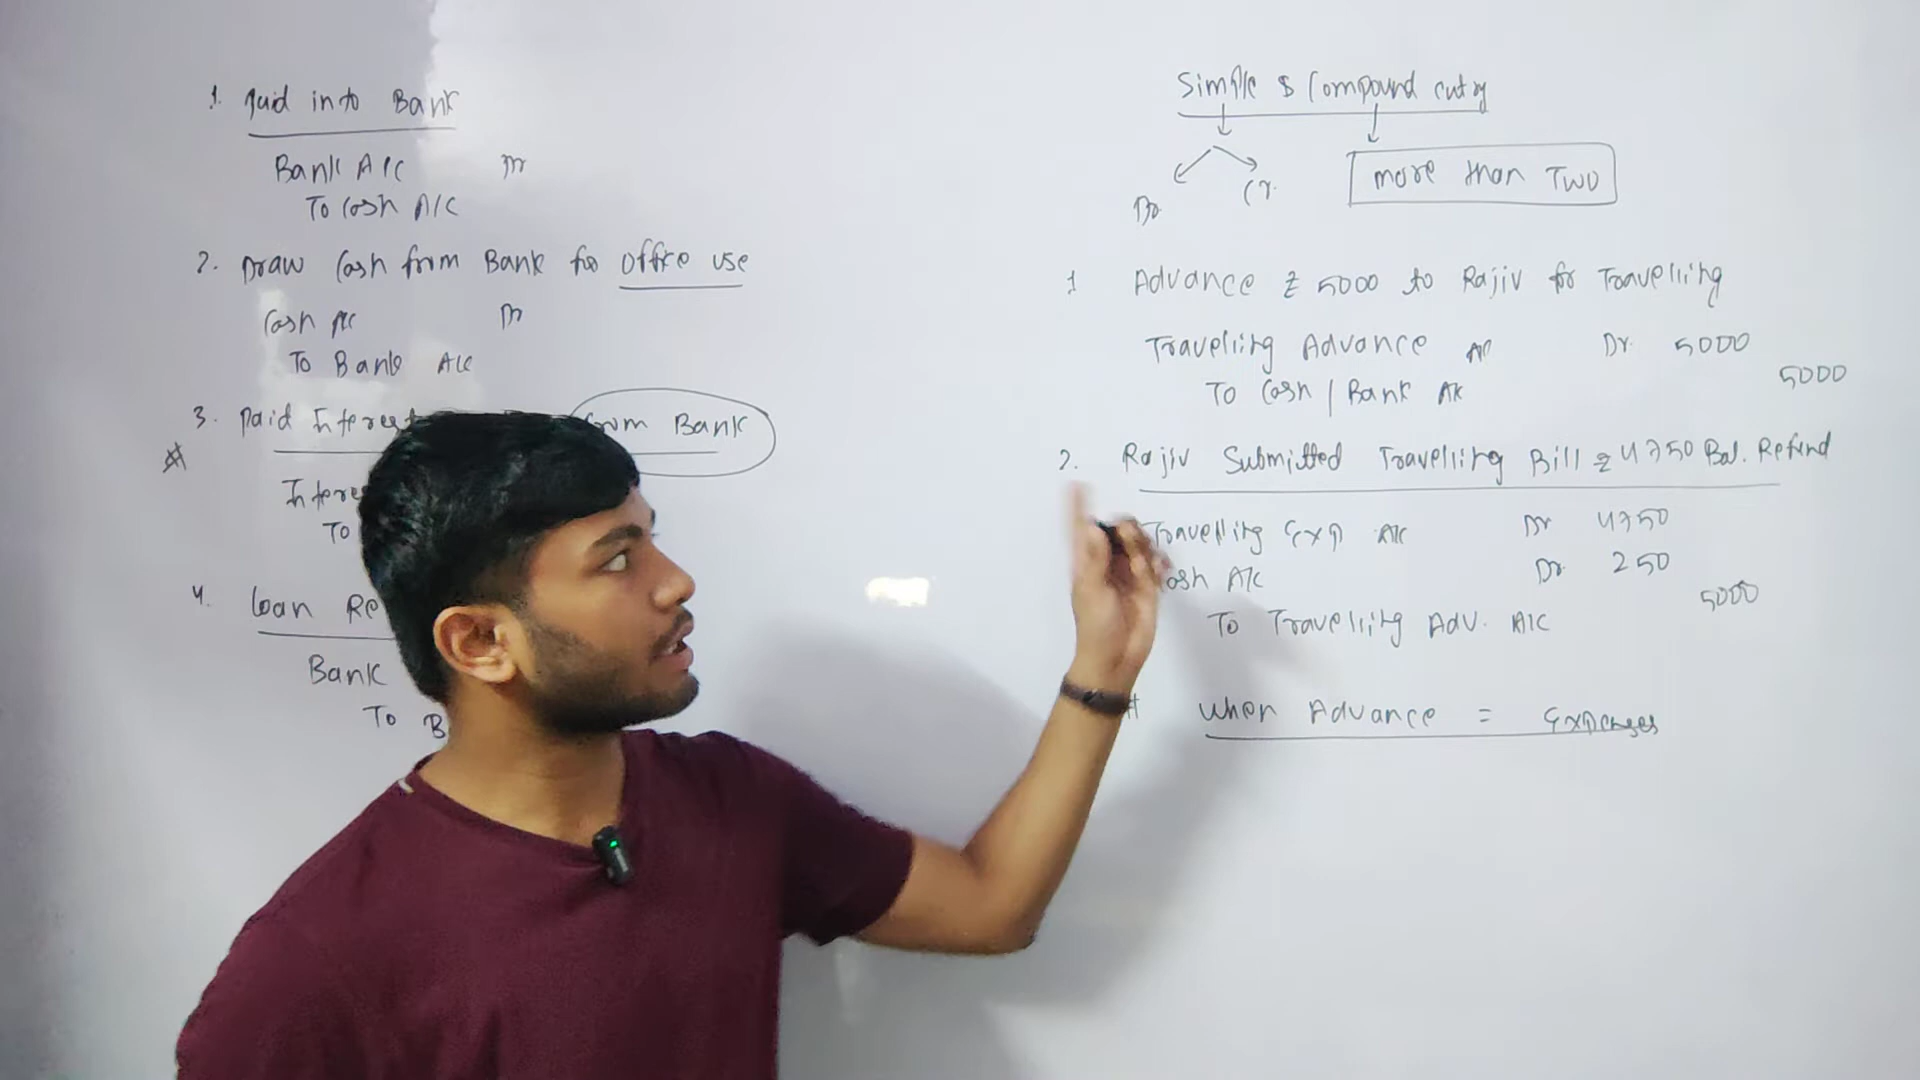 1. Paid into Bank
Bank A/C Dr
To Cash A/C
2. Draw Cash from Bank for office use
Cash A/C Dr
To Bank A/C
3. Paid Interest from Bank
To
4. Loan
Bank
To B
Simple & Compound entry
Dr Cr.
more than Two
1 Advance ₹ 5000 to Rajiv for Travelling
Travelling Advance A/C Dr. 5000
To Cash / Bank A/c 5000
2. Rajiv Submitted Travelling Bill ₹ 4750 Bal. Refund
Travelling Exp A/C Dr 4750
Cash A/C Dr. 250
To Travelling Adv. A/C 5000
# When Advance = Expenses